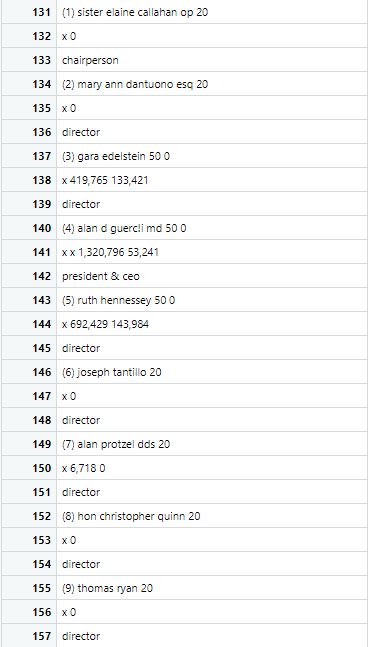 131 (1) sister elaine callahan op 20
132 x 0
133 chairperson
134 (2) mary ann dantuono esq 20
135 x 0
136 director
137 (3) gara edelstein 50 0
138 x 419,765 133,421
139 director
140 (4) alan d guercli md 50 0
141 x x 1,320,796 53,241
142 president & ceo
143 (5) ruth hennessey 50 0
144 x 692,429 143,984
145 director
146 (6) joseph tantillo 20
147 x 0
148 director
149 (7) alan protzel dds 20
150 x 6,718 0
151 director
152 (8) hon christopher quinn 20
153 x 0
154 director
155 (9) thomas ryan 20
156 x 0
157 director